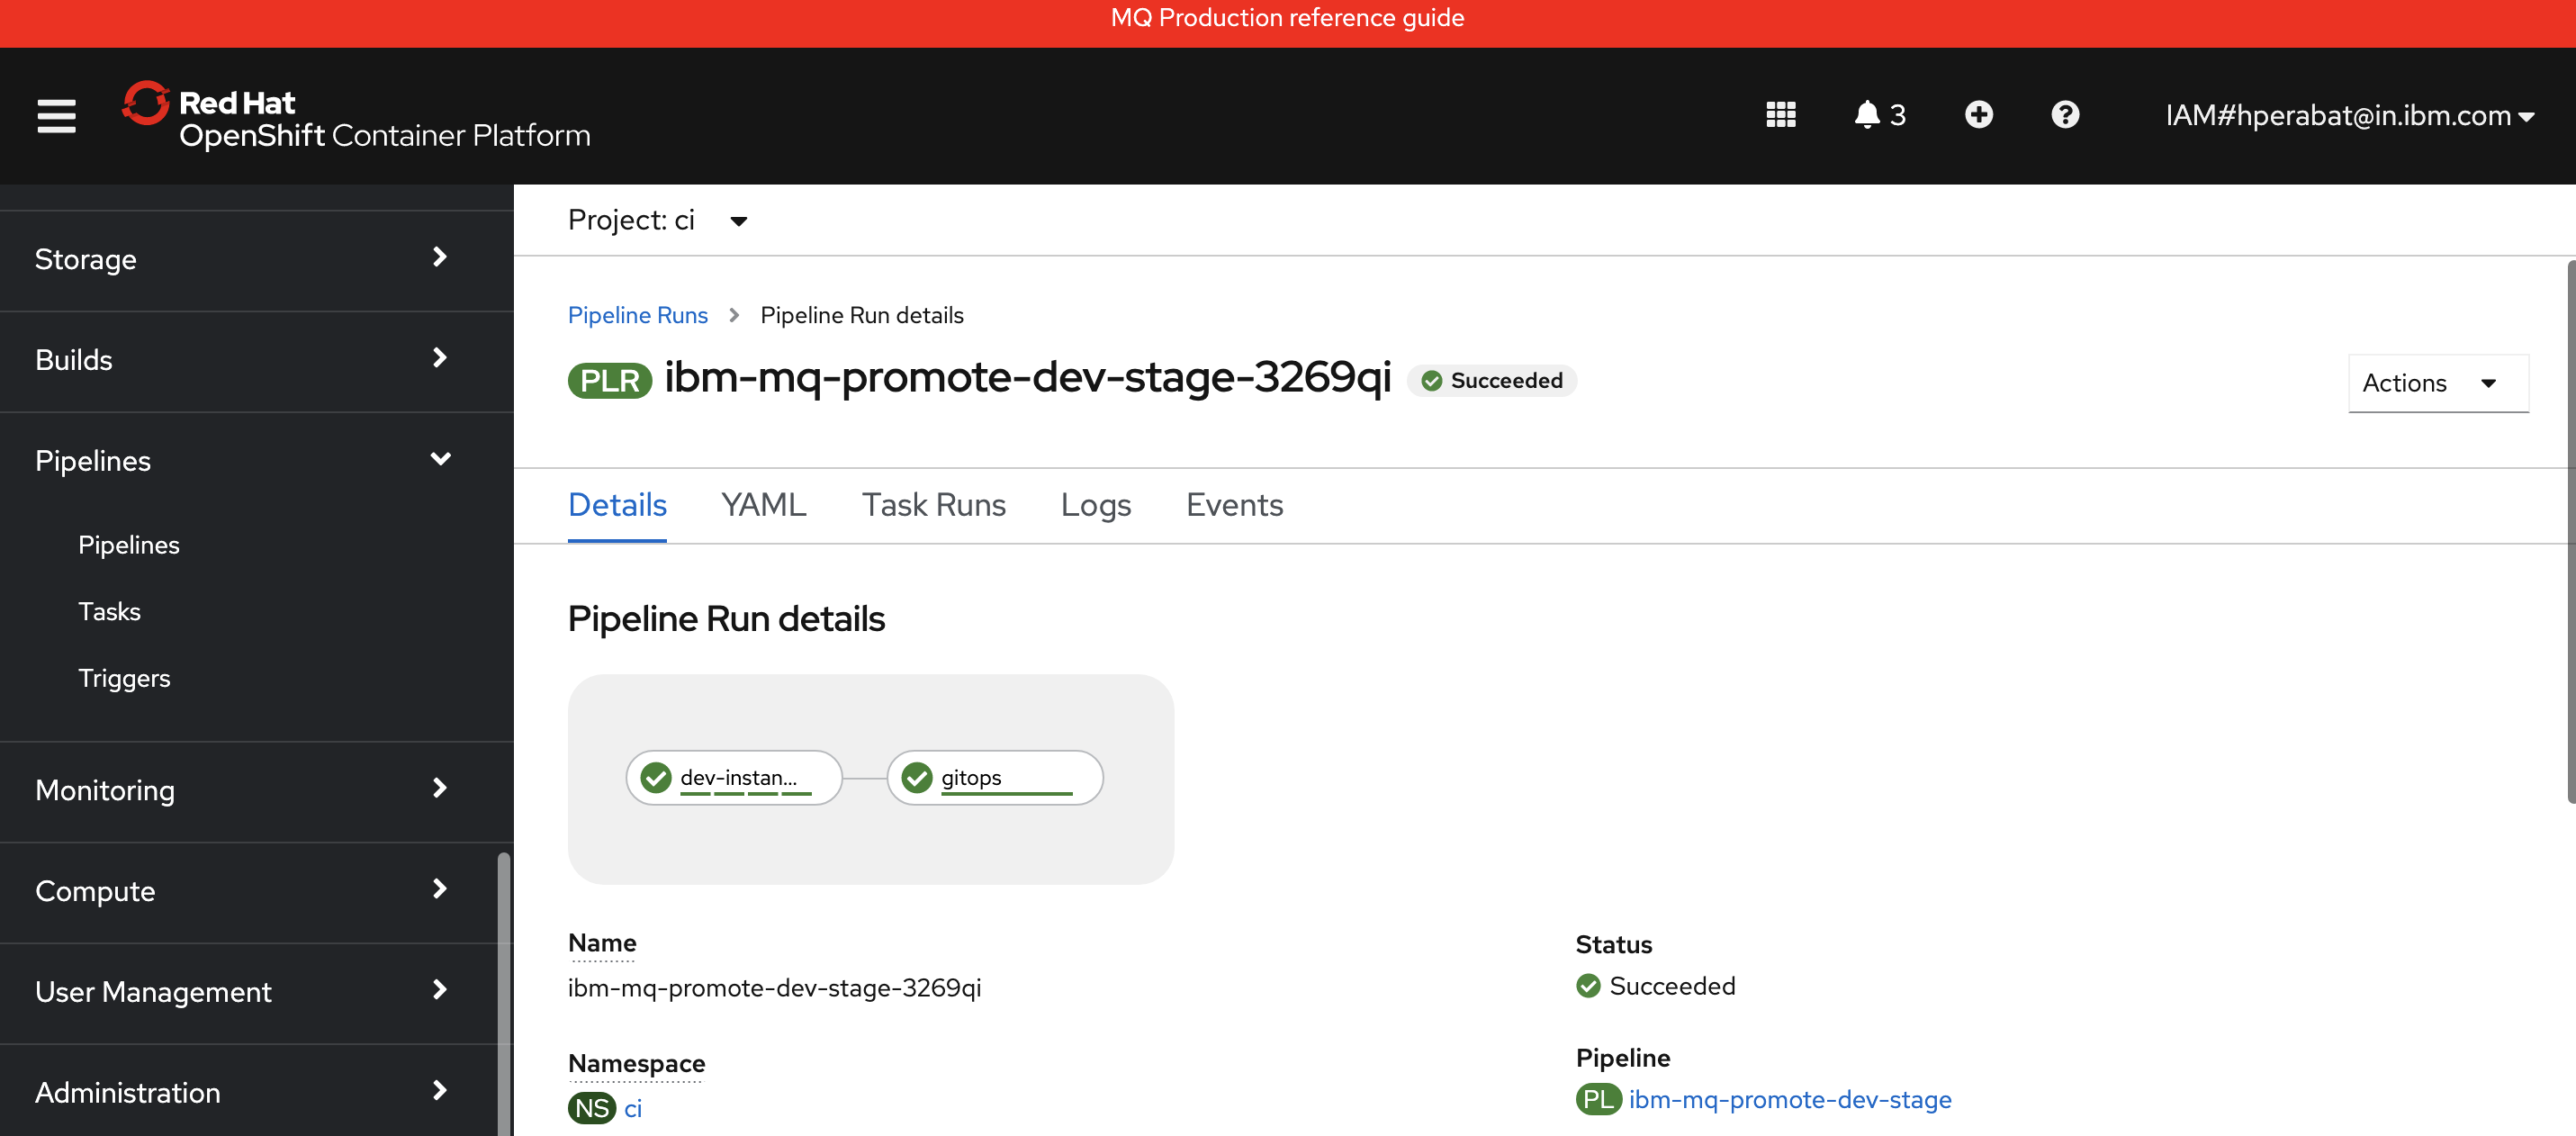 MQ Production reference guide
Red Hat
OpenShift Container Platform
3
IAM#hperabat@in.ibm.com
Storage
Builds
Pipelines
Pipelines
Tasks
Triggers
Monitoring
Compute
User Management
Administration
Project: ci
Pipeline Runs
Pipeline Run details
PLR ibm-mq-promote-dev-stage-3269qi Succeeded
Actions
Details YAML Task Runs Logs Events
Pipeline Run details
dev-instan... gitops
Name
ibm-mq-promote-dev-stage-3269qi
Namespace
NS ci
Status
Succeeded
Pipeline
PL ibm-mq-promote-dev-stage